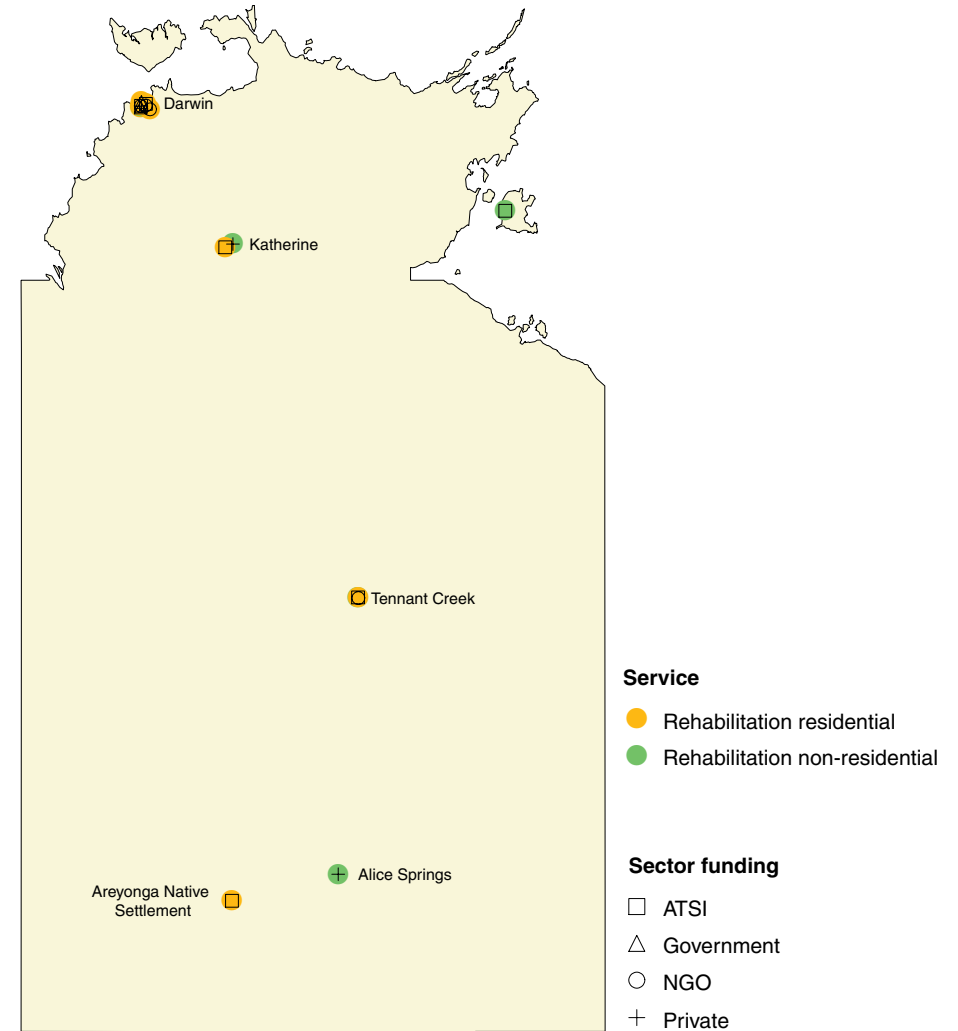 Darwin
Katherine
Tennant Creek
Service
Rehabilitation residential
Rehabilitation non-residential
Alice Springs
Areyonga Native
Settlement
Sector funding
ATSI
Government
NGO
Private